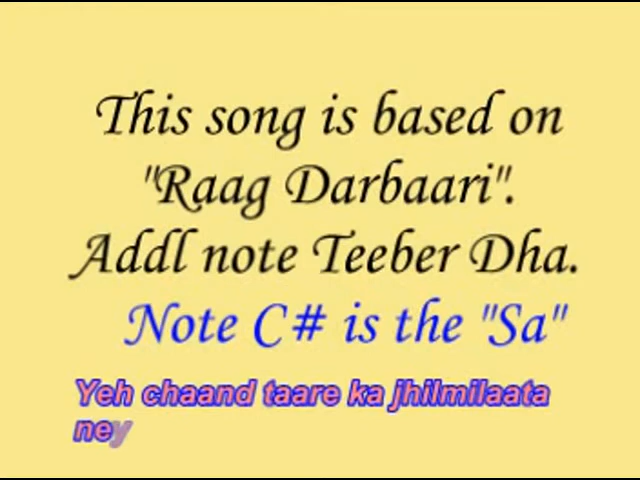 This song is based on
"Raag Darbaari".
Addl note Teeber Dha.
Note C# is the "Sa"
Yeh chaand taare ka jhilmilaata
ney